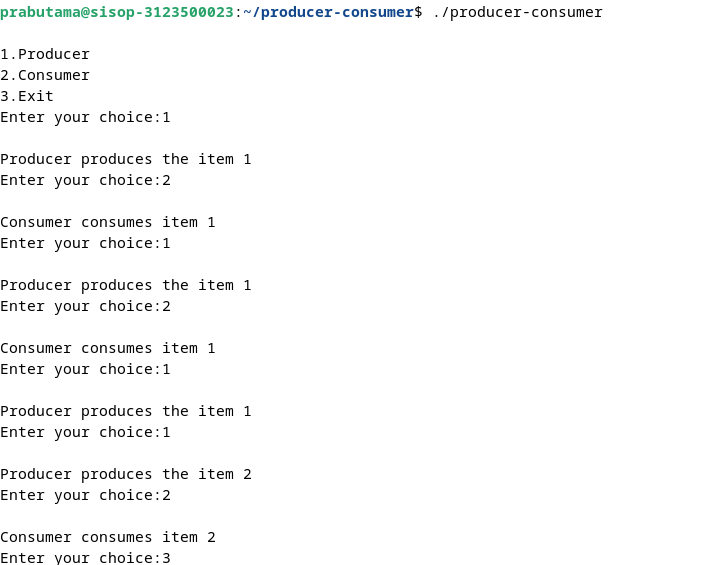 prabutama@sisop-3123500023:~/producer-consumer$ ./producer-consumer
1.Producer
2.Consumer
3.Exit
Enter your choice:1
Producer produces the item 1
Enter your choice:2
Consumer consumes item 1
Enter your choice:1
Producer produces the item 1
Enter your choice:2
Consumer consumes item 1
Enter your choice:1
Producer produces the item 1
Enter your choice:1
Producer produces the item 2
Enter your choice:2
Consumer consumes item 2
Enter your choice:3